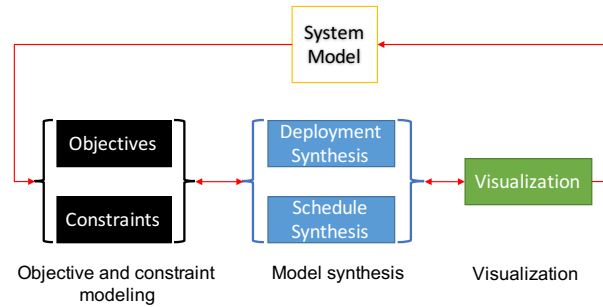 System
Model
Objectives
Constraints
Deployment
Synthesis
Schedule
Synthesis
Visualization
Objective and constraint
modeling
Model synthesis
Visualization